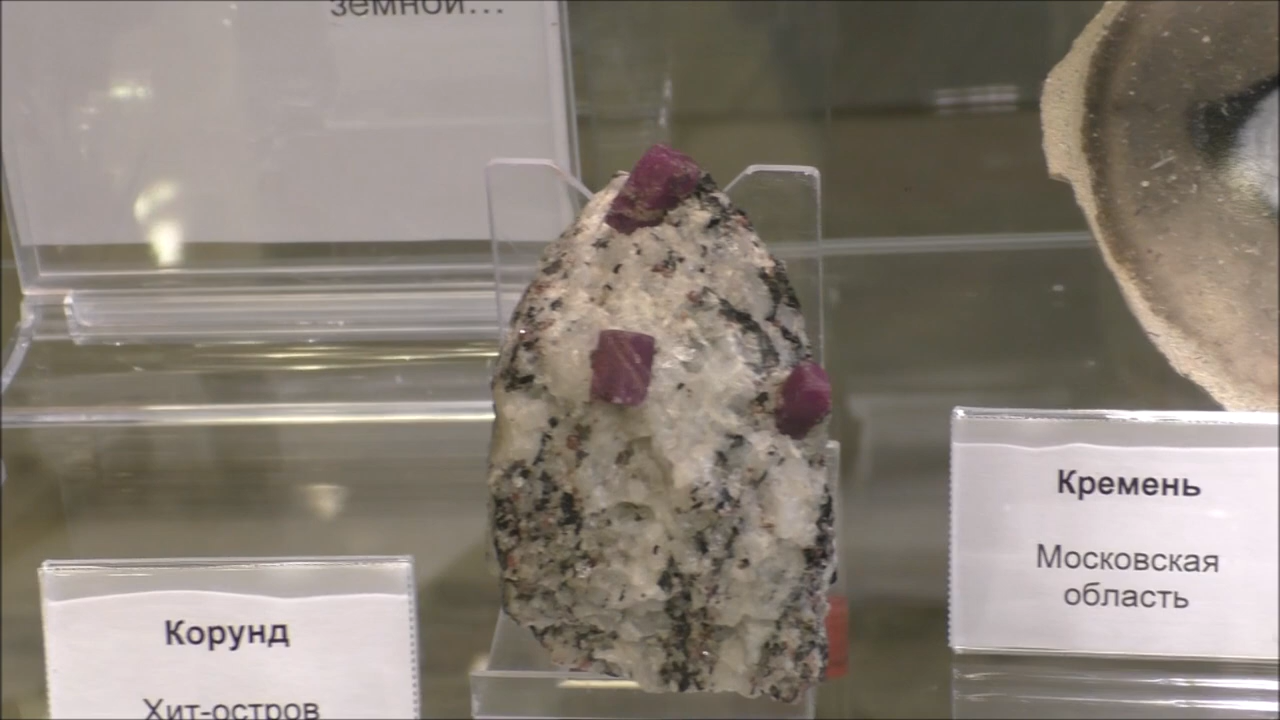 земной...
Кремень
Московская
область
Корунд
Хит-остров